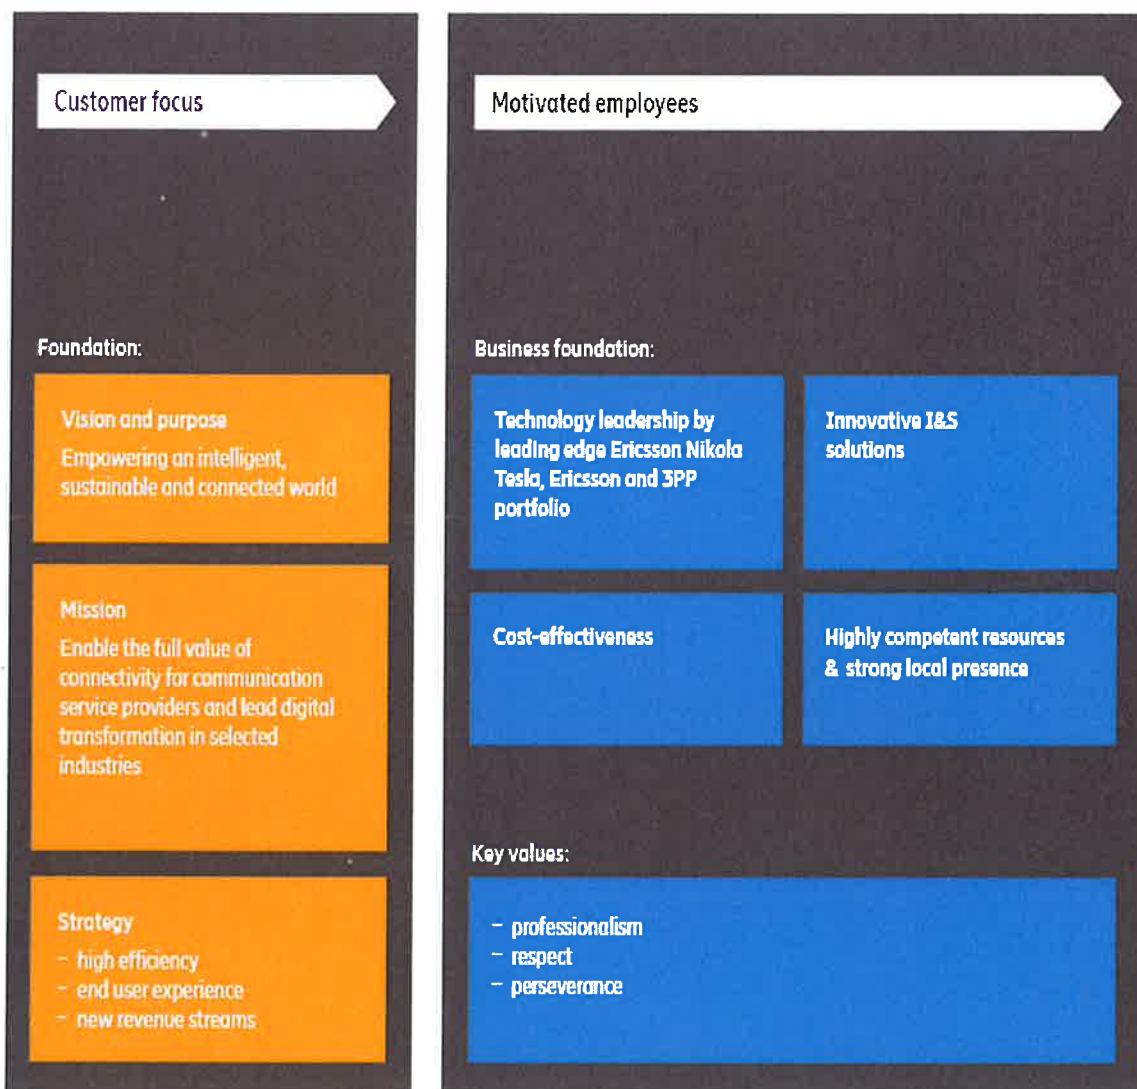 Customer focus
Foundation:
Vision and purpose
Empowering an intelligent,
sustainable and connected world
Mission
Enable the full value of
connectivity for communication
service providers and lead digital
transformation in selected
industries
Strategy
– high efficiency
– end user experience
– new revenue streams
Motivated employees
Business foundation:
Technology leadership by
leading edge Ericsson Nikola
Tesla, Ericsson and 3PP
portfolio
Innovative I&S
solutions
Cost-effectiveness
Highly competent resources
& strong local presence
Key values:
– professionalism
– respect
– perseverance